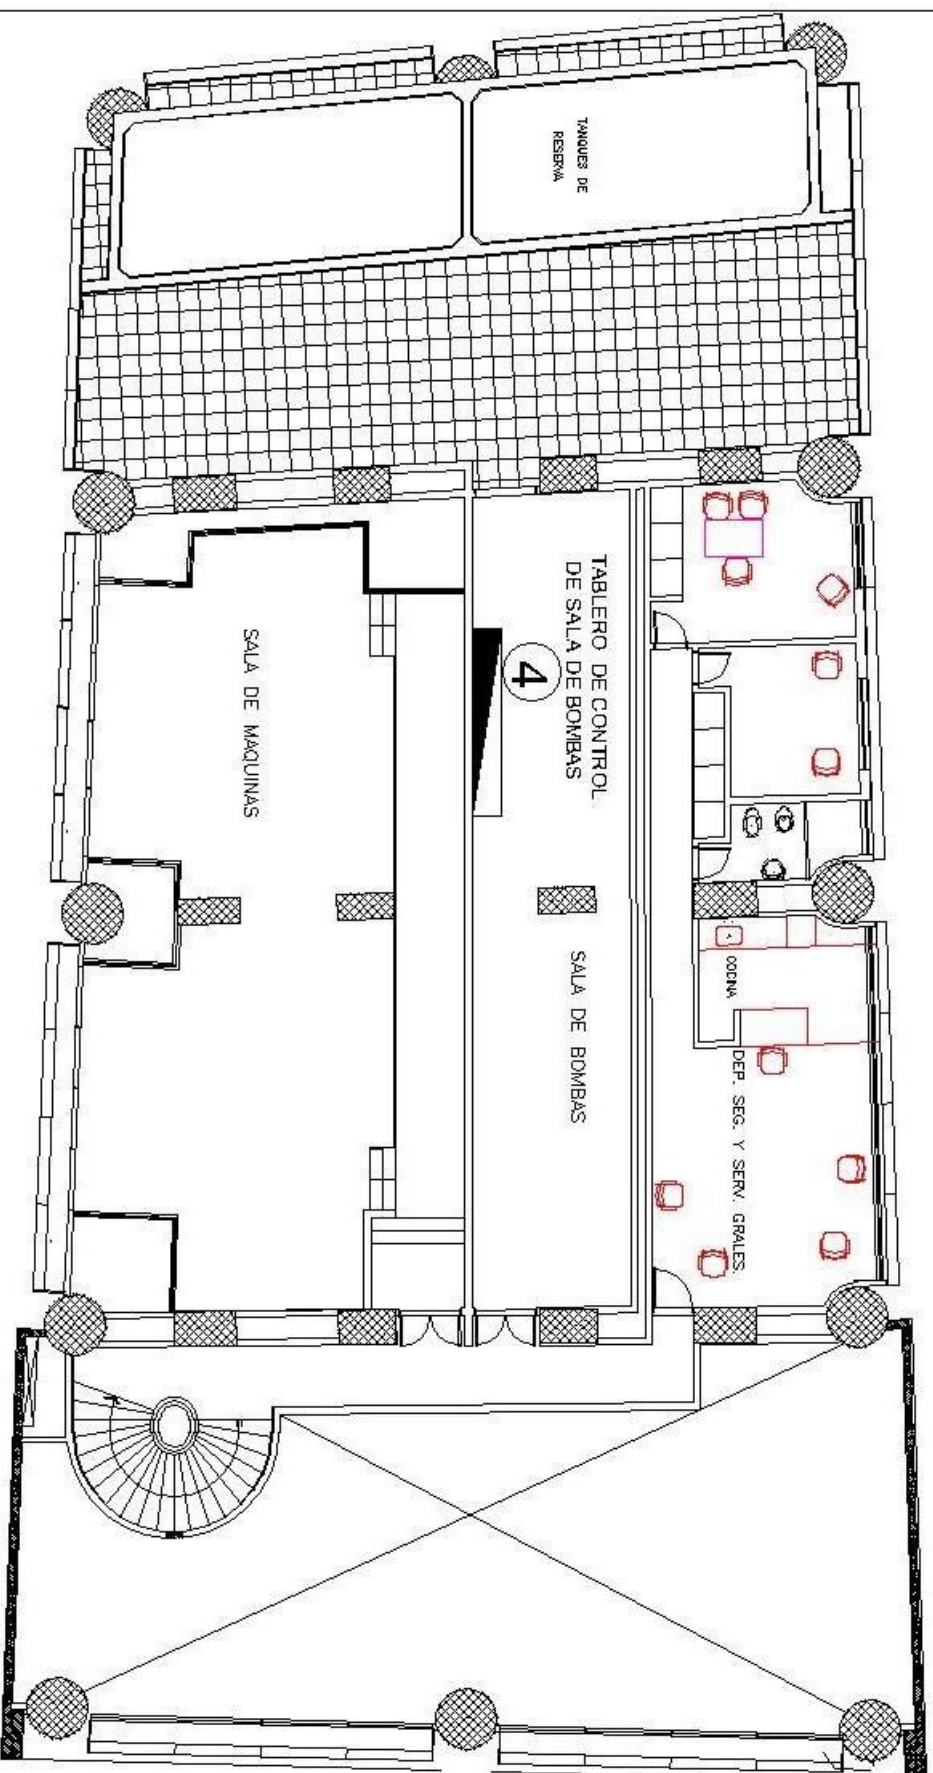 TANQUES DE
RESERVA
TABLERO DE CONTROL
DE SALA DE BOMBAS
4
SALA DE MAQUINAS
SALA DE BOMBAS
COCINA
DEP. SEG. Y SERV. GRALES.